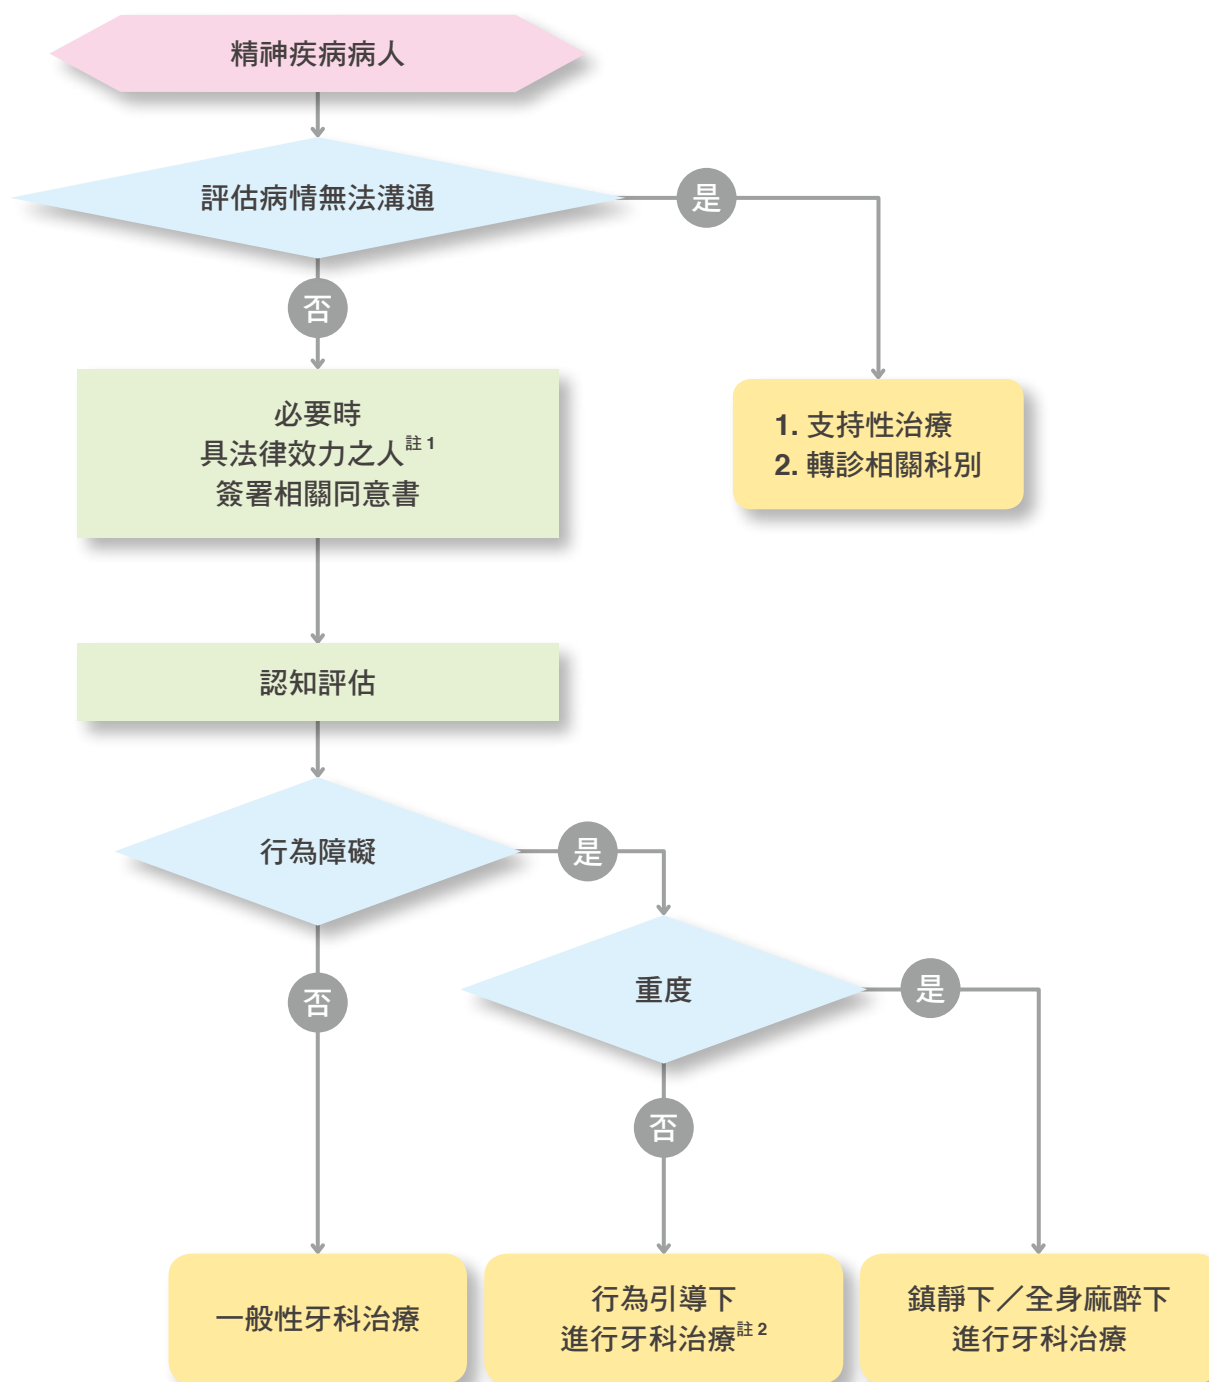 精神疾病病人
評估病情無法溝通
是
否
必要時
具法律效力之人註1
簽署相關同意書
1. 支持性治療
2. 轉診相關科別
認知評估
行為障礙
是
否
重度
是
否
一般性牙科治療
行為引導下
進行牙科治療註2
鎮靜下／全身麻醉下
進行牙科治療